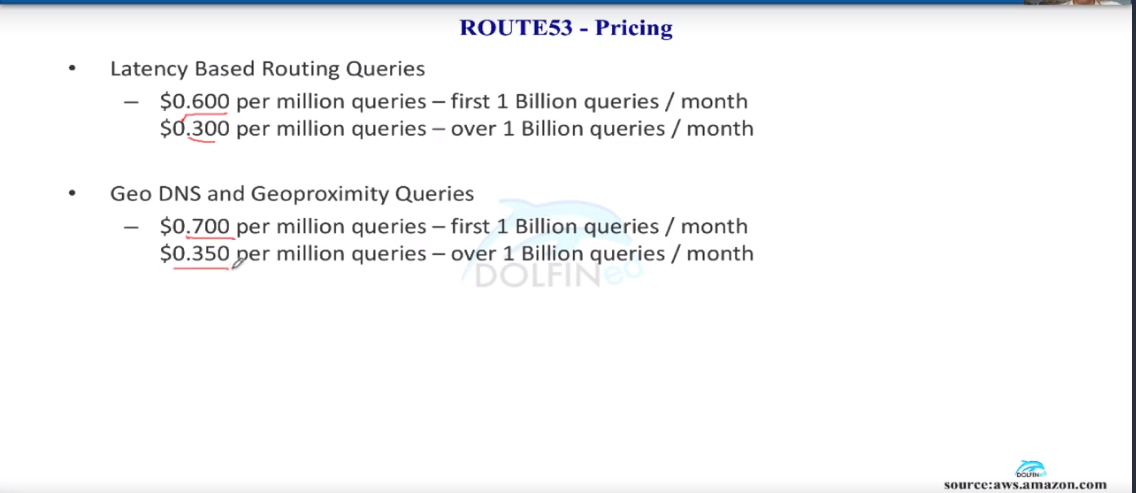 ROUTE53 - Pricing
• Latency Based Routing Queries
– $0.600 per million queries – first 1 Billion queries / month
$0.300 per million queries – over 1 Billion queries / month
• Geo DNS and Geoproximity Queries
– $0.700 per million queries – first 1 Billion queries / month
$0.350 per million queries – over 1 Billion queries / month
DOLFINed
DOLFINed
source:aws.amazon.com